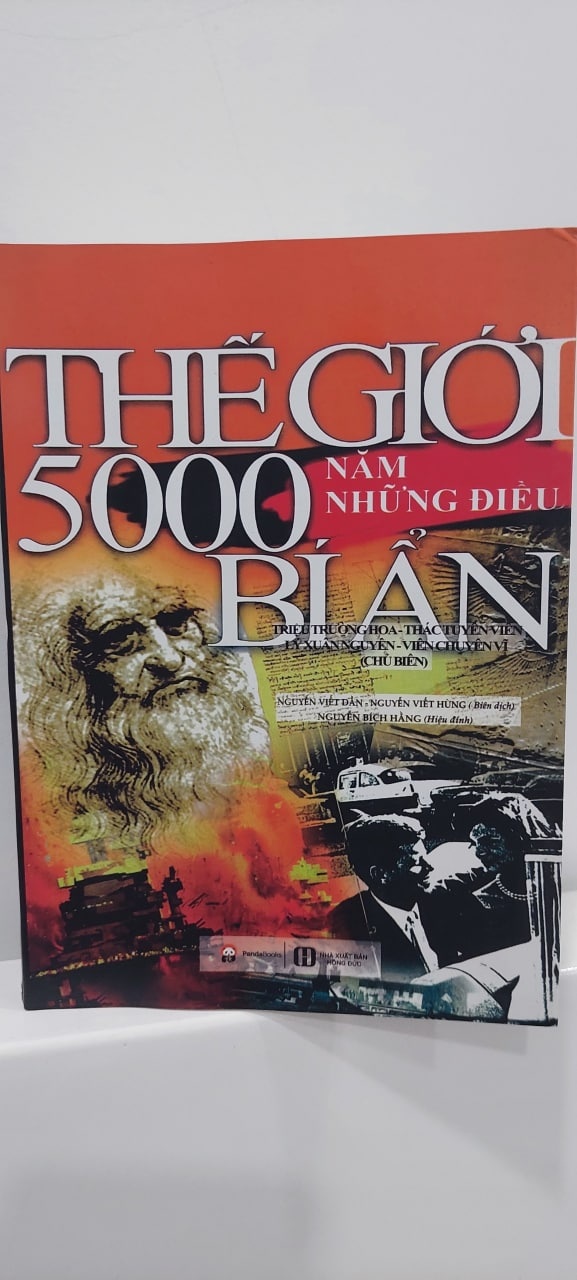 THẾ GIỚI
5000
NĂM
NHỮNG ĐIỀU
BÍ ẨN
TRIỆU TRƯỜNG HOA - THÁC TUYÊN VIÊN
LÝ XUÂN NGUYÊN - VIÊN CHUYÊN VĨ
(CHỦ BIÊN)
NGUYỄN VIẾT DẦN - NGUYỄN VIẾT HÙNG ( Biên dịch)
NGUYỄN BÍCH HẰNG (Hiệu đính)
PandaBooks
NHÀ XUẤT BẢN
HỒNG ĐỨC